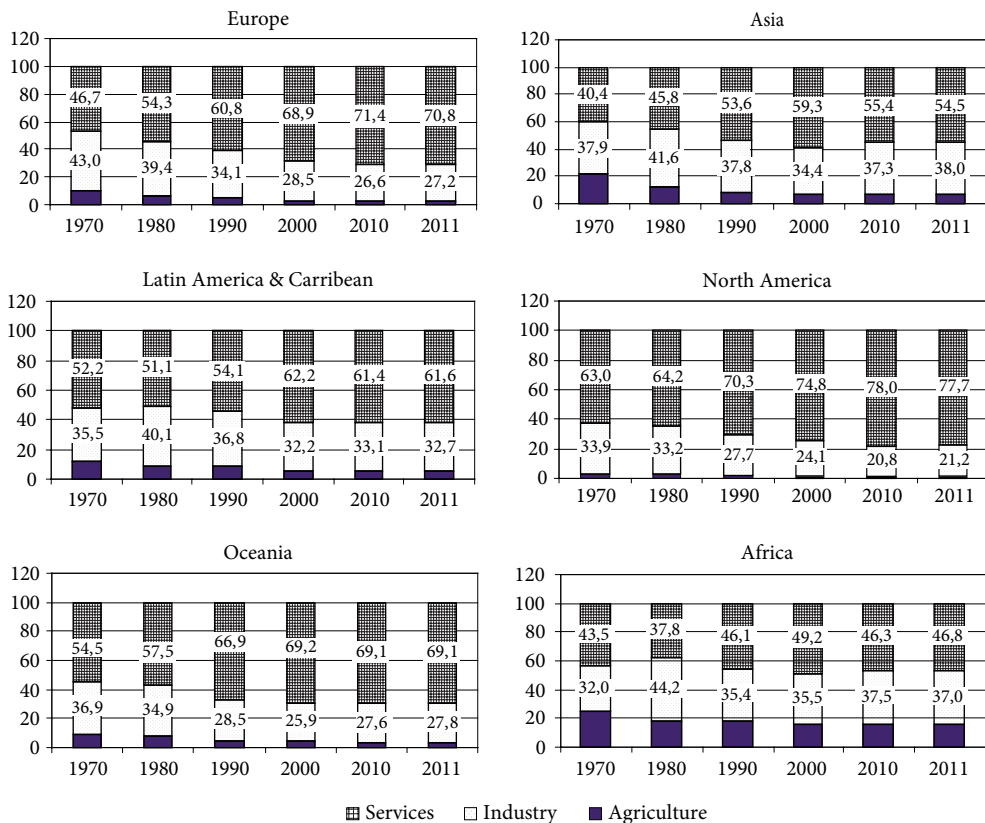 Europe
120
100
80
60
40
20
0
46,7 54,3 60,8 68,9 71,4 70,8
43,0 39,4 34,1 28,5 26,6 27,2
1970 1980 1990 2000 2010 2011
Asia
120
100
80
60
40
20
0
40,4 45,8 53,6 59,3 55,4 54,5
37,9 41,6 37,8 34,4 37,3 38,0
1970 1980 1990 2000 2010 2011
Latin America & Carribean
120
100
80
60
40
20
0
52,2 51,1 54,1 62,2 61,4 61,6
35,5 40,1 36,8 32,2 33,1 32,7
1970 1980 1990 2000 2010 2011
North America
120
100
80
60
40
20
0
63,0 64,2 70,3 74,8 78,0 77,7
33,9 33,2 27,7 24,1 20,8 21,2
1970 1980 1990 2000 2010 2011
Oceania
120
100
80
60
40
20
0
54,5 57,5 66,9 69,2 69,1 69,1
36,9 34,9 28,5 25,9 27,6 27,8
1970 1980 1990 2000 2010 2011
Africa
120
100
80
60
40
20
0
43,5 37,8 46,1 49,2 46,3 46,8
32,0 44,2 35,4 35,5 37,5 37,0
1970 1980 1990 2000 2010 2011
Services Industry Agriculture